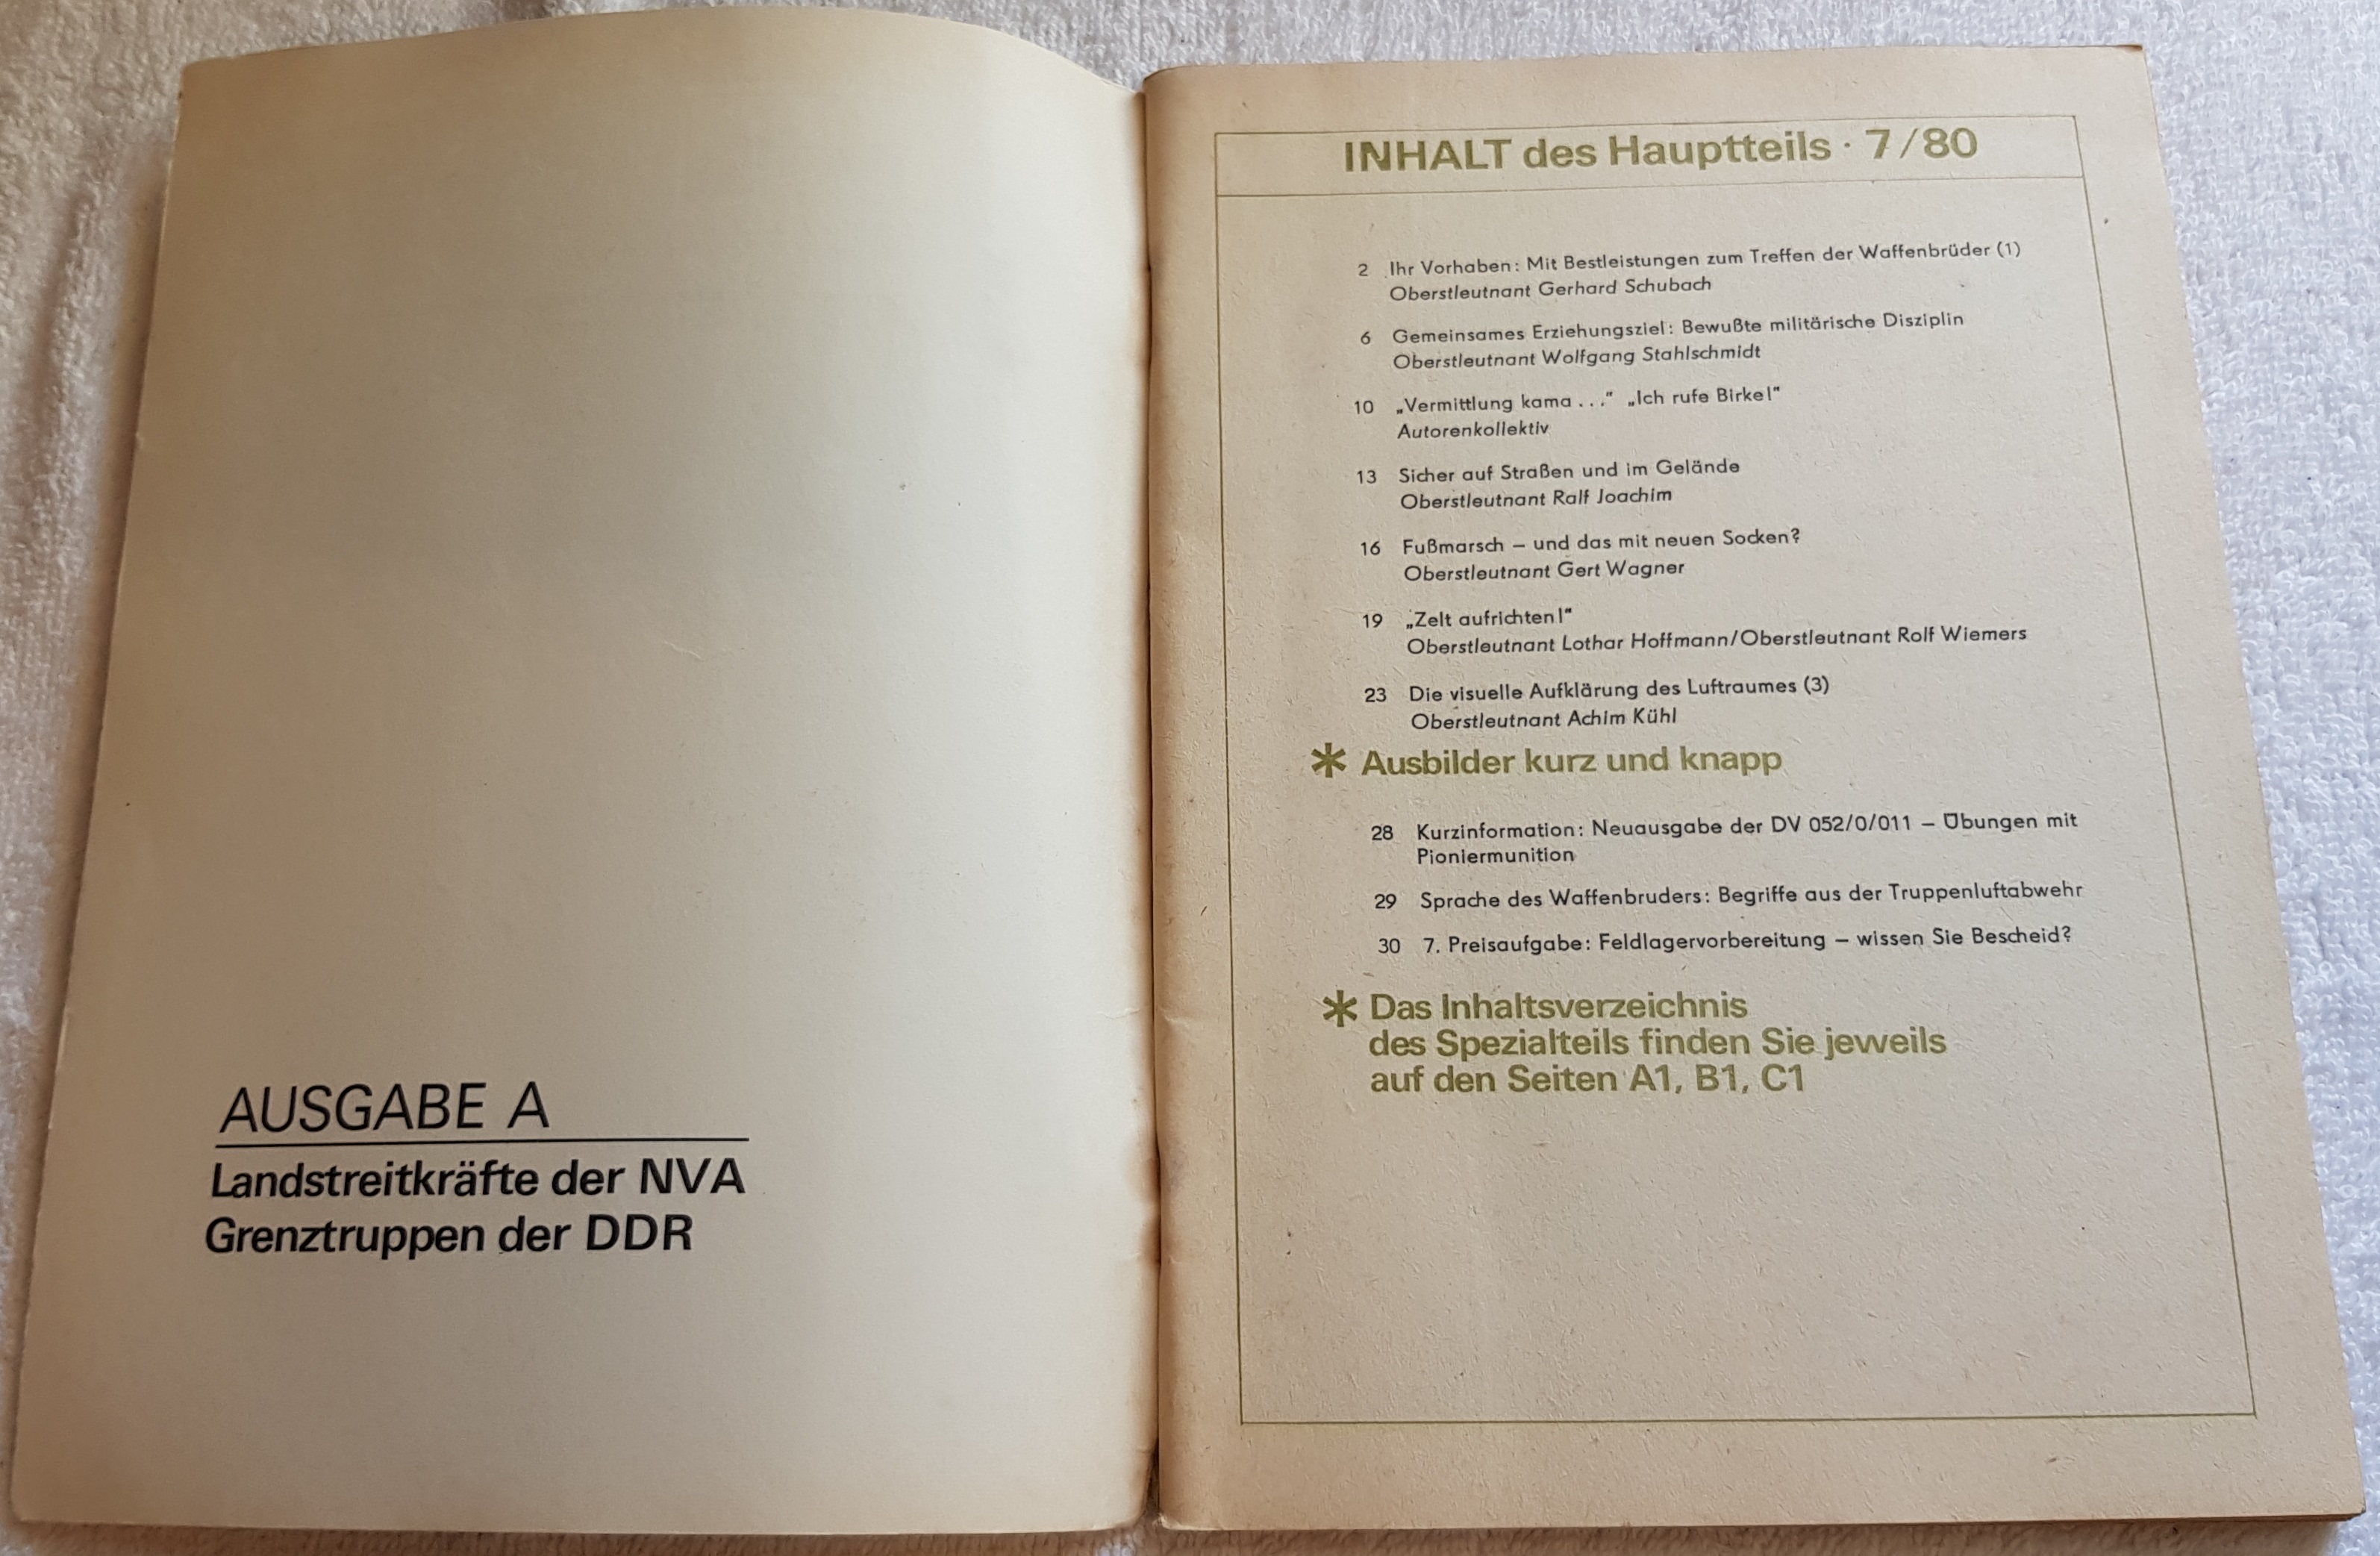 AUSGABE A
Landstreitkräfte der NVA
Grenztruppen der DDR
INHALT des Hauptteils · 7/80
2 Ihr Vorhaben: Mit Bestleistungen zum Treffen der Waffenbrüder (1)
Oberstleutnant Gerhard Schubach
6 Gemeinsames Erziehungsziel: Bewußte militärische Disziplin
Oberstleutnant Wolfgang Stahlschmidt
10 „Vermittlung kama ...“ „Ich rufe Birke!“
Autorenkollektiv
13 Sicher auf Straßen und im Gelände
Oberstleutnant Ralf Joachim
16 Fußmarsch – und das mit neuen Socken?
Oberstleutnant Gert Wagner
19 „Zelt aufrichten!“
Oberstleutnant Lothar Hoffmann/Oberstleutnant Rolf Wiemers
23 Die visuelle Aufklärung des Luftraumes (3)
Oberstleutnant Achim Kühl
* Ausbilder kurz und knapp
28 Kurzinformation: Neuausgabe der DV 052/0/011 – Übungen mit
Pioniermunition
29 Sprache des Waffenbruders: Begriffe aus der Truppenluftabwehr
30 7. Preisaufgabe: Feldlagervorbereitung – wissen Sie Bescheid?
* Das Inhaltsverzeichnis
des Spezialteils finden Sie jeweils
auf den Seiten A1, B1, C1